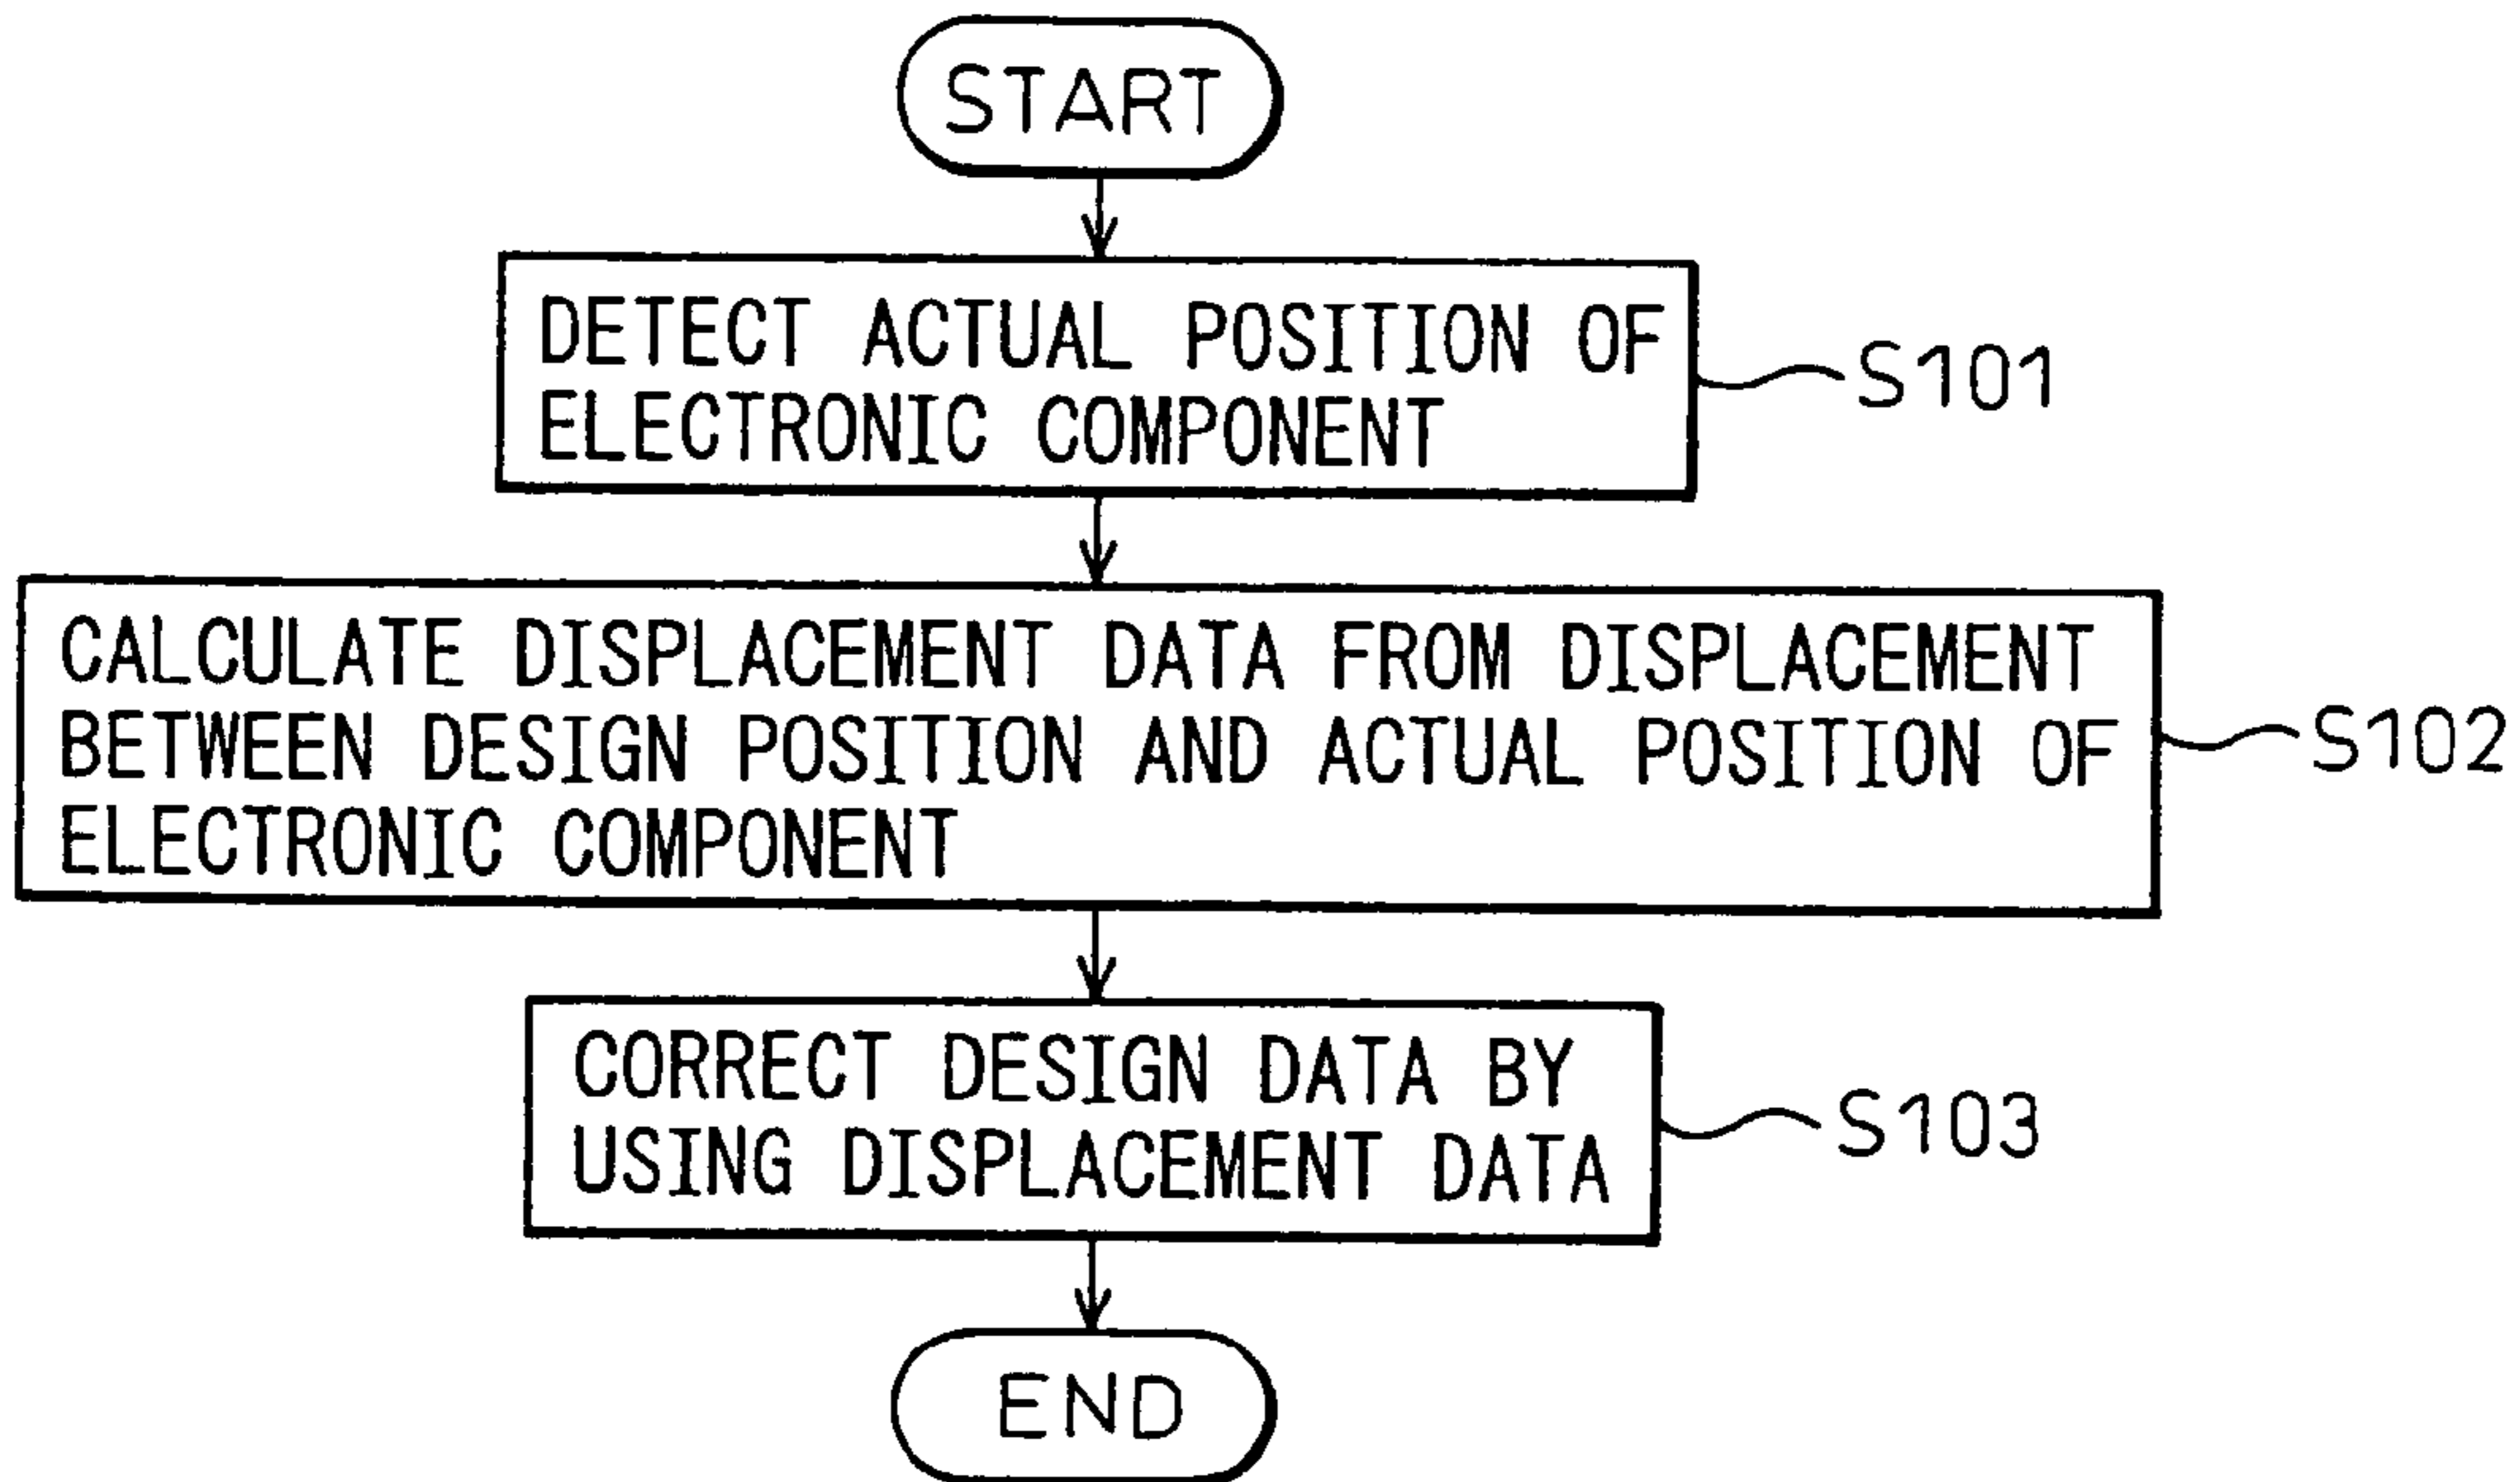 START
DETECT ACTUAL POSITION OF
ELECTRONIC COMPONENT
S101
CALCULATE DISPLACEMENT DATA FROM DISPLACEMENT
BETWEEN DESIGN POSITION AND ACTUAL POSITION OF
ELECTRONIC COMPONENT
S102
CORRECT DESIGN DATA BY
USING DISPLACEMENT DATA
S103
END